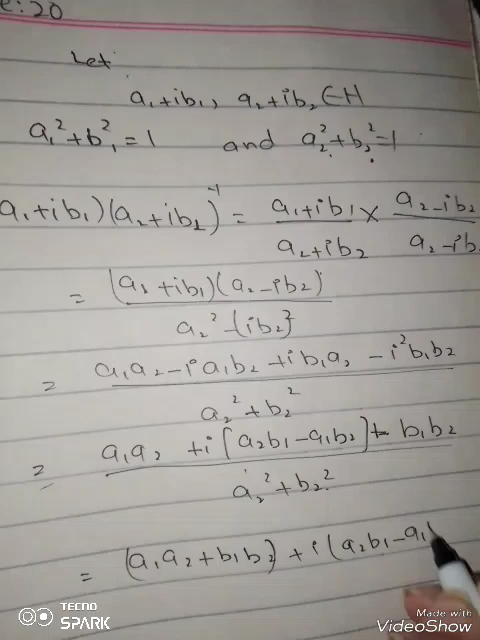 e: 20
Let
a₁+ib₁, a₂+ib₂ ∈ H
a₁²+b₁²=1 and a₂²+b₂²=1
a₁+ib₁)(a₂+ib₂)⁻¹ = a₁+ib₁/a₂+ib₂ × a₂-ib₂/a₂-ib
= (a₂+ib₁)(a₂-ib₂)/a₂²-(ib₂)²
= a₁a₂-ia₁b₂+ib₁a₂-i²b₁b₂/a₂²+b₂²
= a₁a₂+i[a₂b₁-a₁b₂]+b₁b₂/a₂²+b₂²
= (a₁a₂+b₁b₂)+i(a₂b₁-a₁
TECNO
SPARK
Made with
VideoShow